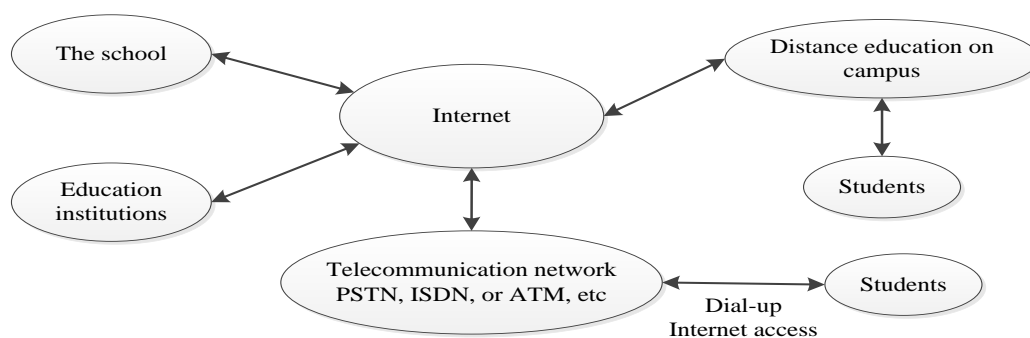 The school
Distance education on
campus
Internet
Education
institutions
Students
Telecommunication network
PSTN, ISDN, or ATM, etc
Students
Dial-up
Internet access